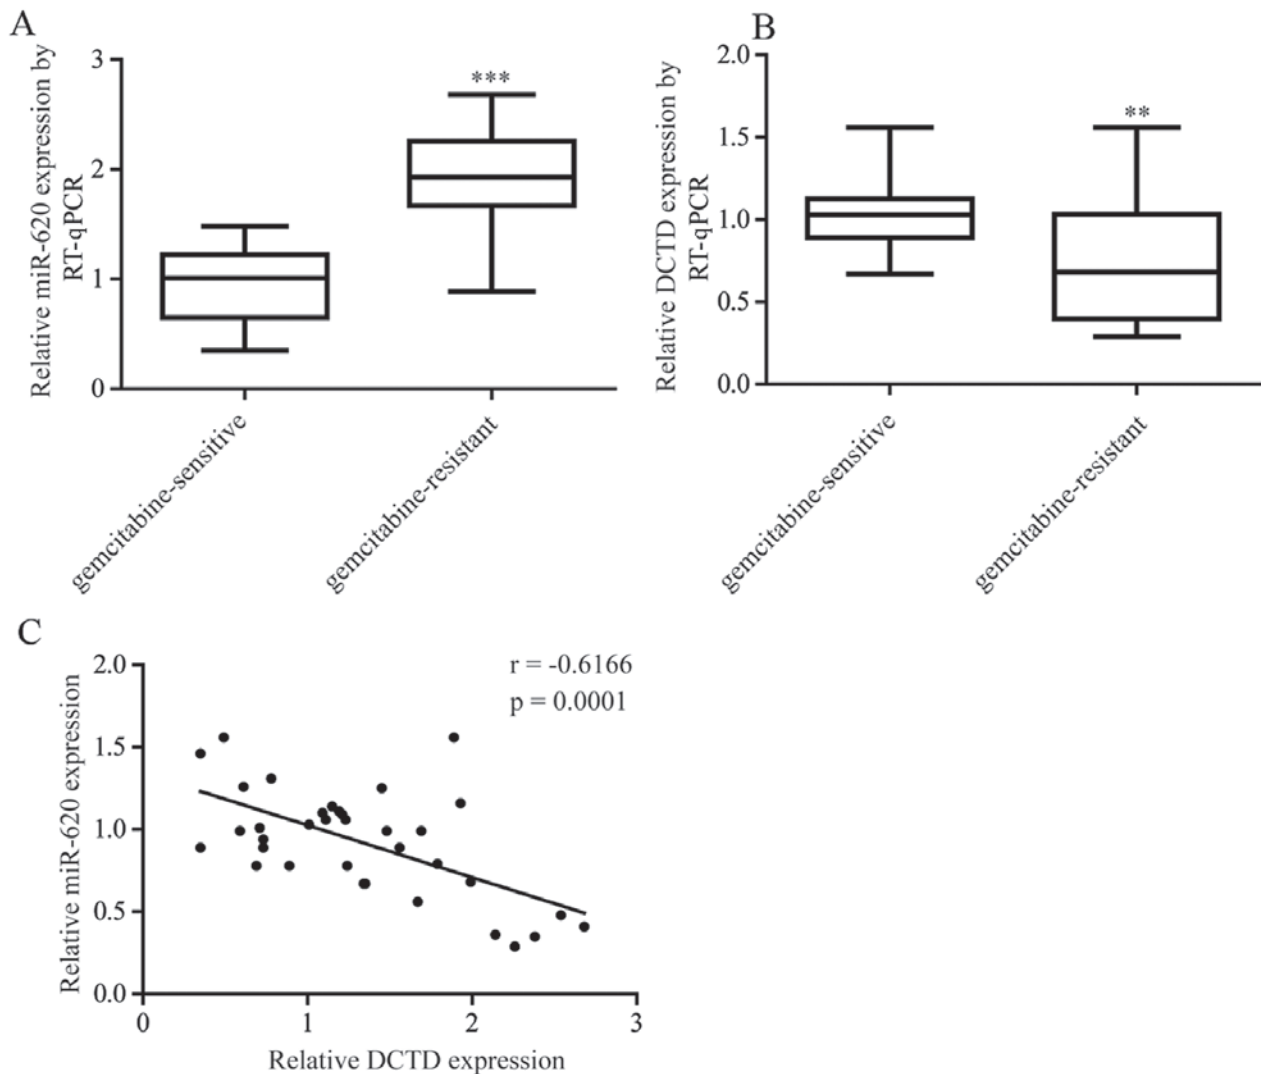 A
Relative miR-620 expression by
RT-qPCR
3
2
1
0
***
gemcitabine-sensitive
gemcitabine-resistant
B
Relative DCTD expression by
RT-qPCR
2.0
1.5
1.0
0.5
0.0
**
gemcitabine-sensitive
gemcitabine-resistant
C
Relative miR-620 expression
2.0
1.5
1.0
0.5
0.0
r = -0.6166
p = 0.0001
0 1 2 3
Relative DCTD expression